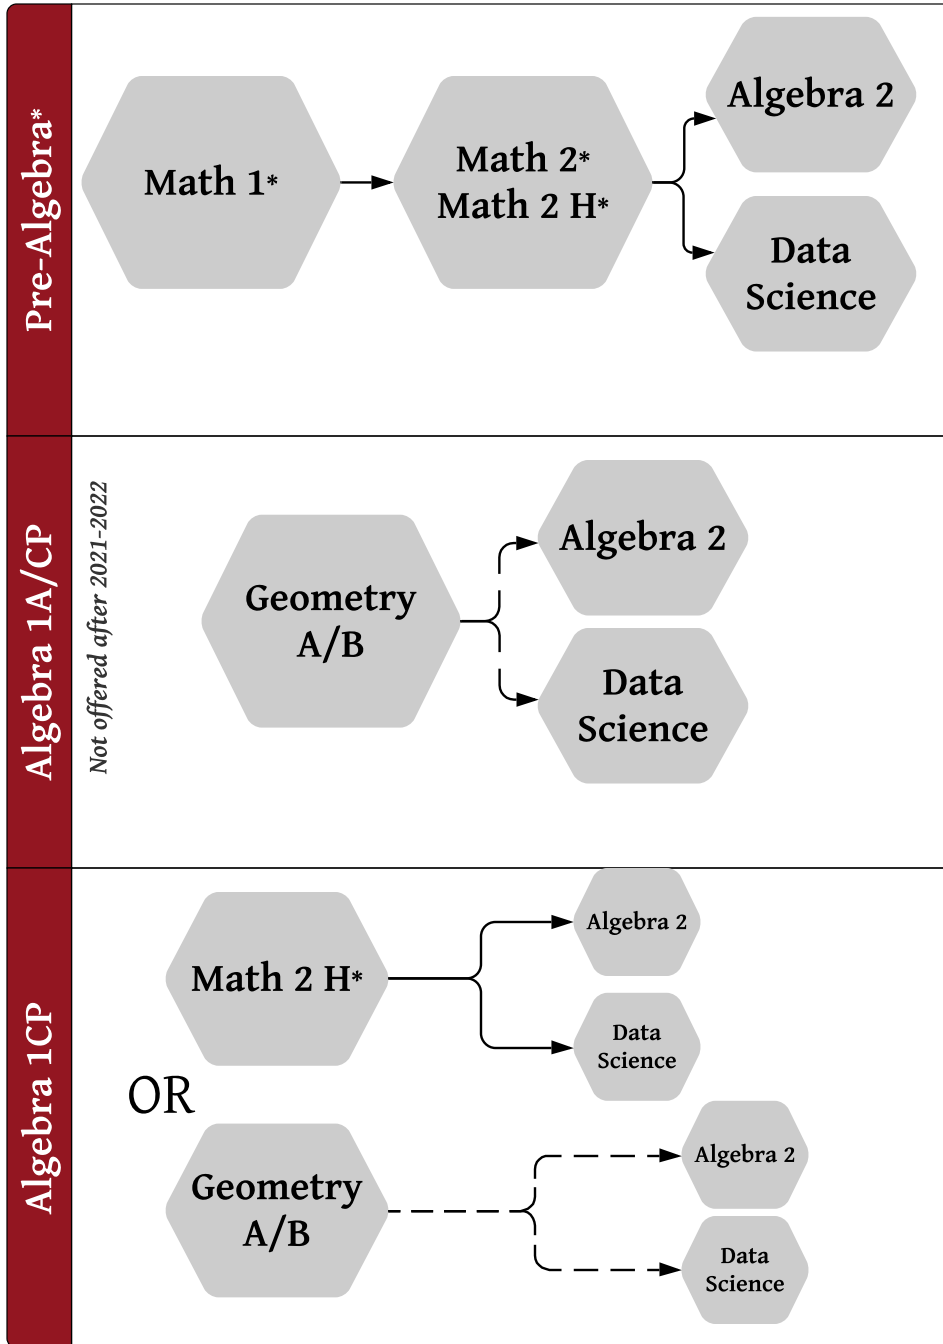 Pre-Algebra*
Math 1*
Math 2*
Math 2 H*
Algebra 2
Data
Science
Algebra 1A/CP
Not offered after 2021-2022
Geometry
A/B
Algebra 2
Data
Science
Algebra 1CP
Math 2 H*
Algebra 2
Data
Science
OR
Geometry
A/B
Algebra 2
Data
Science